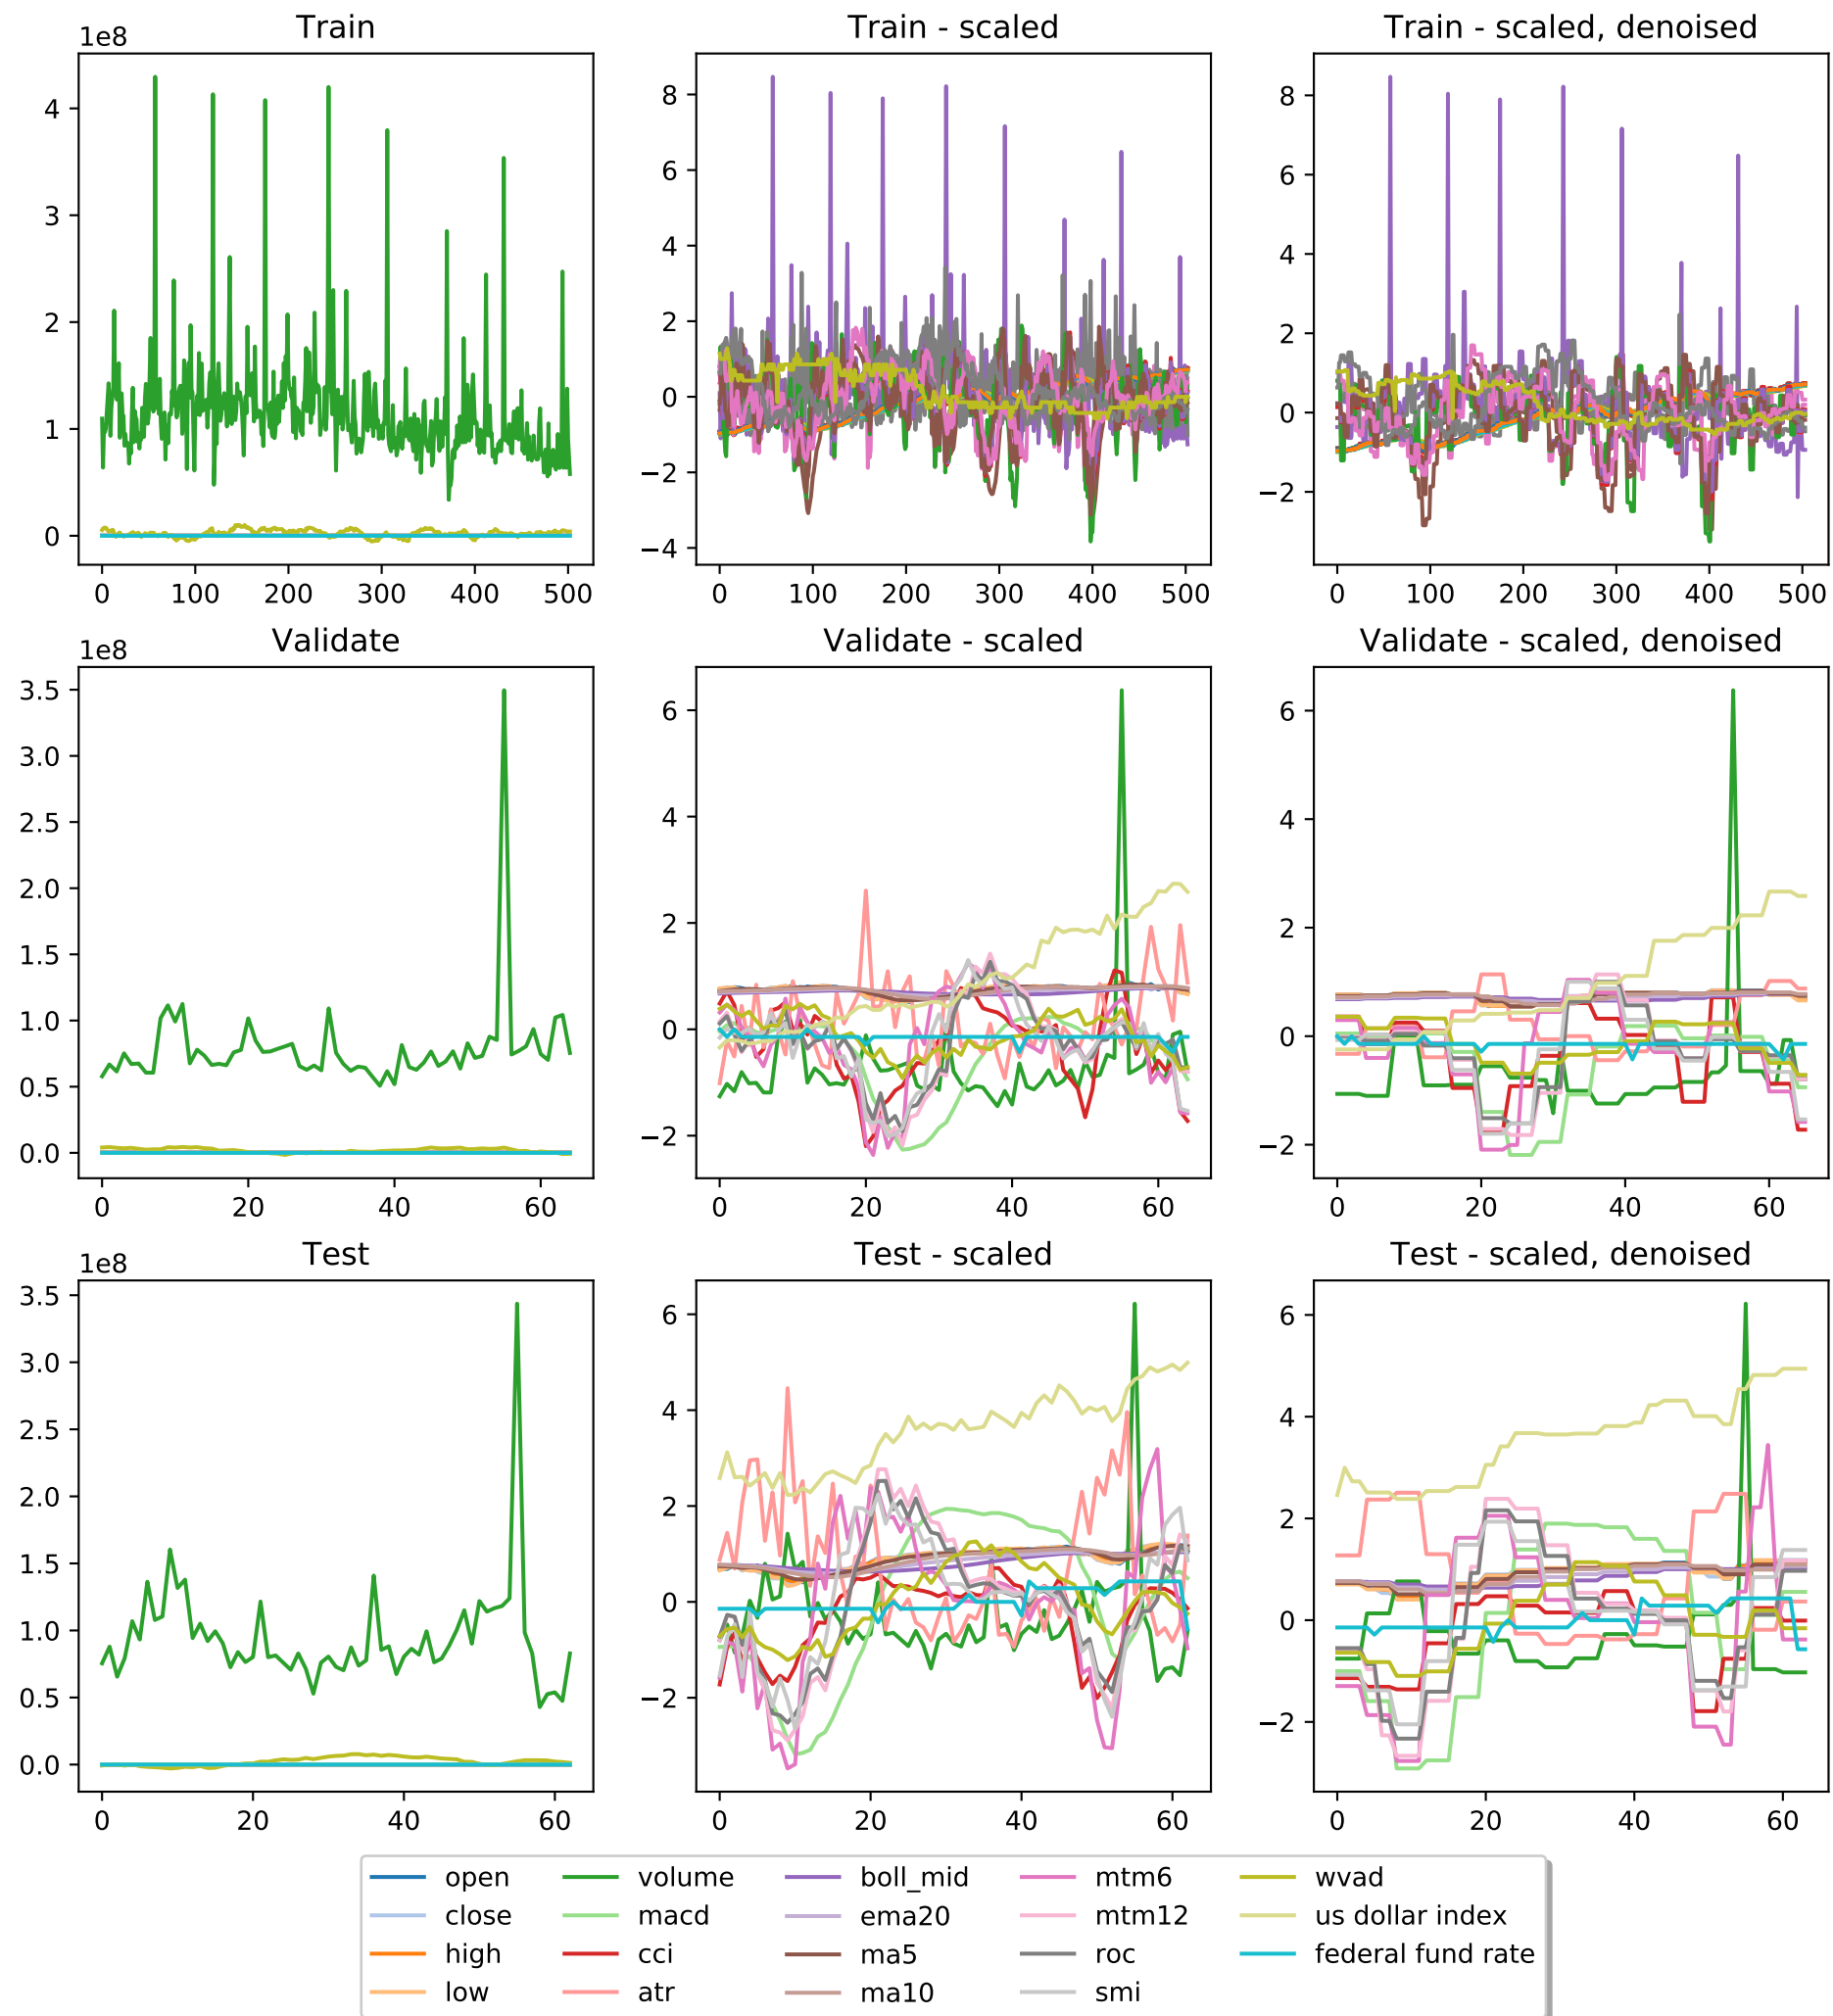 Train
Train - scaled
Train - scaled, denoised
1e8
4
3
2
1
0
0 100 200 300 400 500
8
6
4
2
0
−2
−4
0 100 200 300 400 500
8
6
4
2
0
−2
0 100 200 300 400 500
Validate
Validate - scaled
Validate - scaled, denoised
1e8
3.5
3.0
2.5
2.0
1.5
1.0
0.5
0.0
0 20 40 60
6
4
2
0
−2
0 20 40 60
6
4
2
0
−2
0 20 40 60
Test
Test - scaled
Test - scaled, denoised
1e8
3.5
3.0
2.5
2.0
1.5
1.0
0.5
0.0
0 20 40 60
6
4
2
0
−2
0 20 40 60
6
4
2
0
−2
0 20 40 60
open
close
high
low
volume
macd
cci
atr
boll_mid
ema20
ma5
ma10
mtm6
mtm12
roc
smi
wvad
us dollar index
federal fund rate